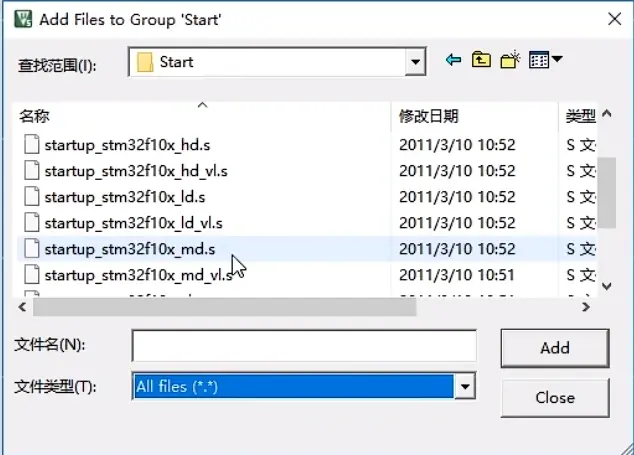 Add Files to Group 'Start'
查找范围(I): Start
名称 修改日期 类型
startup_stm32f10x_hd.s 2011/3/10 10:52 S 文
startup_stm32f10x_hd_vl.s 2011/3/10 10:52 S 文
startup_stm32f10x_ld.s 2011/3/10 10:52 S 文
startup_stm32f10x_ld_vl.s 2011/3/10 10:52 S 文
startup_stm32f10x_md.s 2011/3/10 10:52 S 文
startup_stm32f10x_md_vl.s 2011/3/10 10:51 S 文
文件名(N): Add
文件类型(T): All files (*.*)
Close